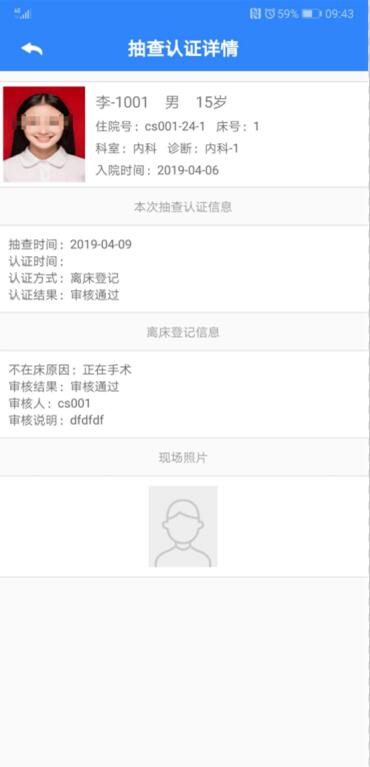 59% 09:43
抽查认证详情
李-1001 男 15岁
住院号：cs001-24-1 床号：1
科室：内科 诊断：内科-1
入院时间：2019-04-06
本次抽查认证信息
抽查时间：2019-04-09
认证时间：
认证方式：离床登记
认证结果：审核通过
离床登记信息
不在床原因：正在手术
审核结果：审核通过
审核人：cs001
审核说明：dfdfdf
现场照片